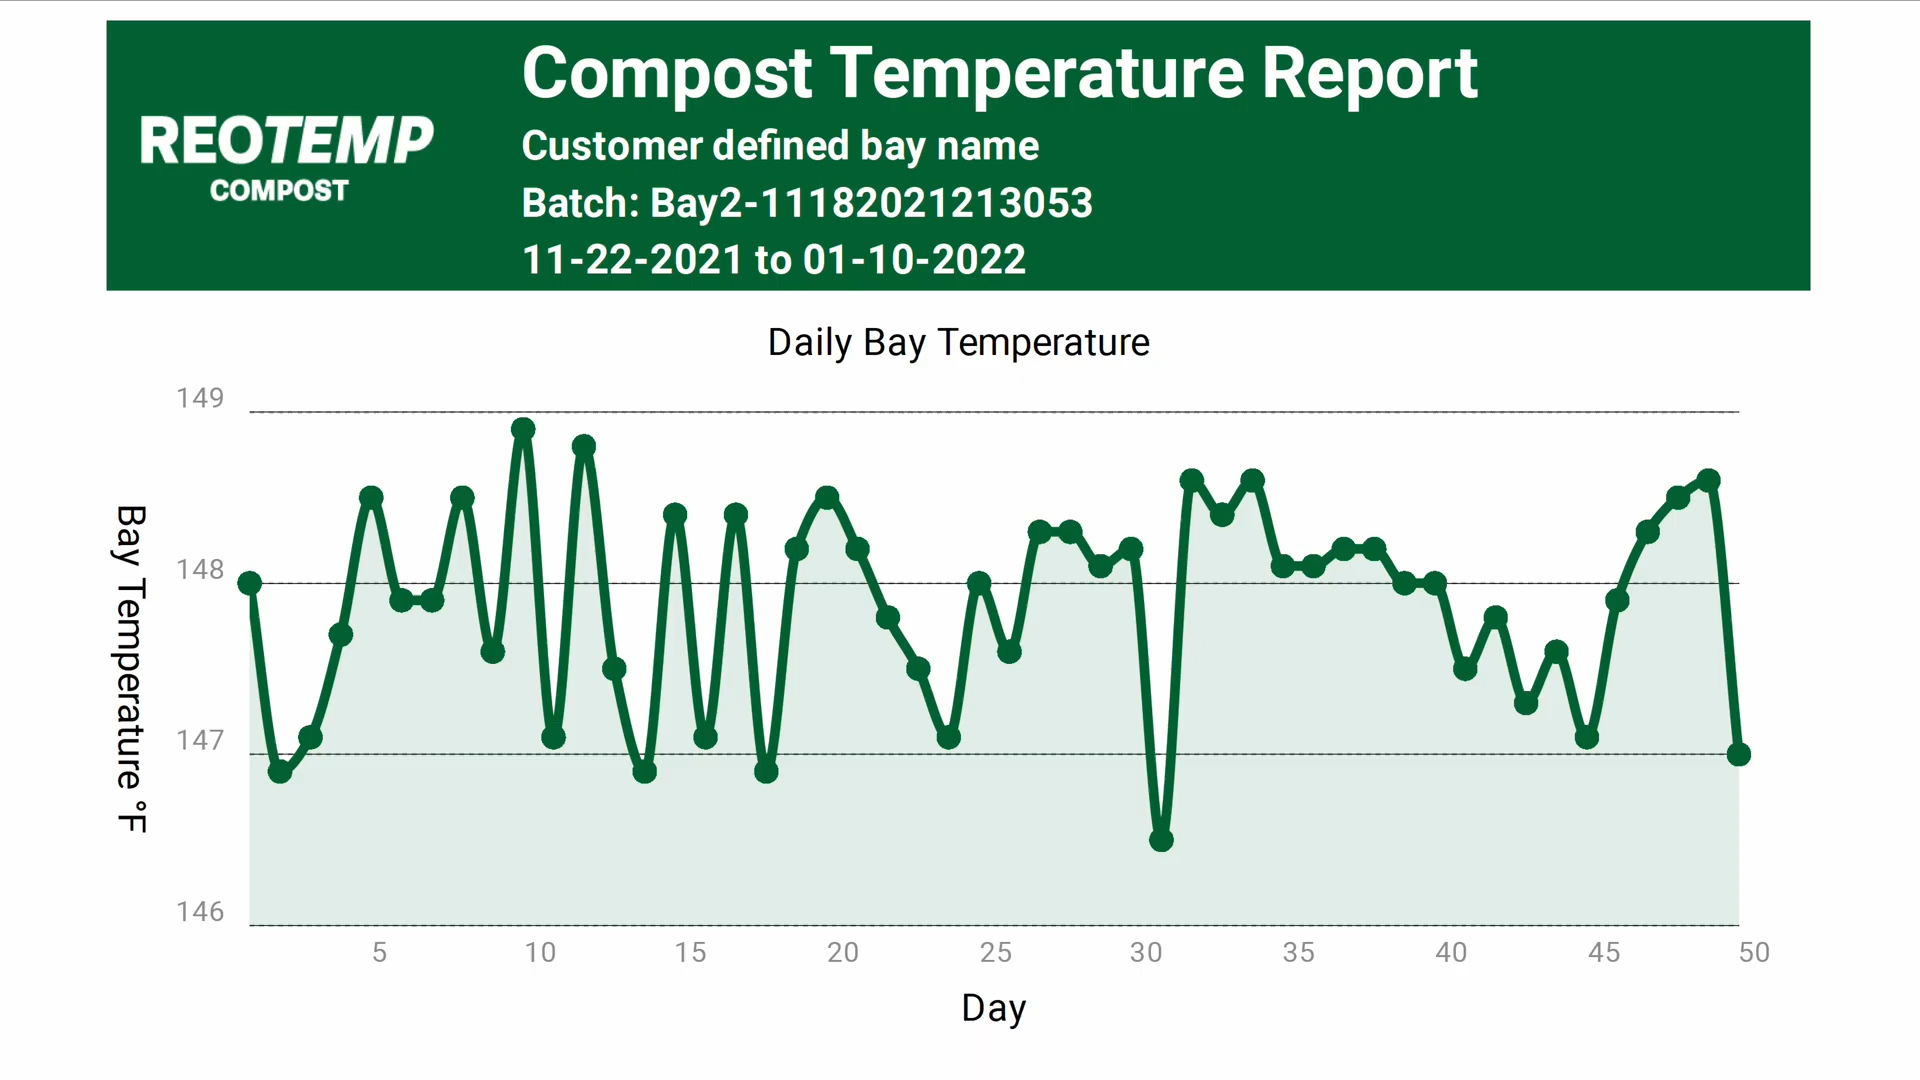 REOTEMP
COMPOST
Compost Temperature Report
Customer defined bay name
Batch: Bay2-11182021213053
11-22-2021 to 01-10-2022
Daily Bay Temperature
Bay Temperature °F
149
148
147
146
5 10 15 20 25 30 35 40 45 50
Day